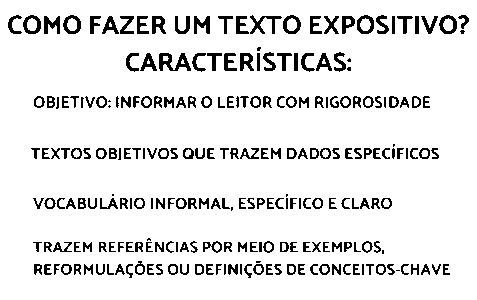 COMO FAZER UM TEXTO EXPOSITIVO?
CARACTERÍSTICAS:
OBJETIVO: INFORMAR O LEITOR COM RIGOROSIDADE
TEXTOS OBJETIVOS QUE TRAZEM DADOS ESPECÍFICOS
VOCABULÁRIO INFORMAL, ESPECÍFICO E CLARO
TRAZEM REFERÊNCIAS POR MEIO DE EXEMPLOS,
REFORMULAÇÕES OU DEFINIÇÕES DE CONCEITOS-CHAVE